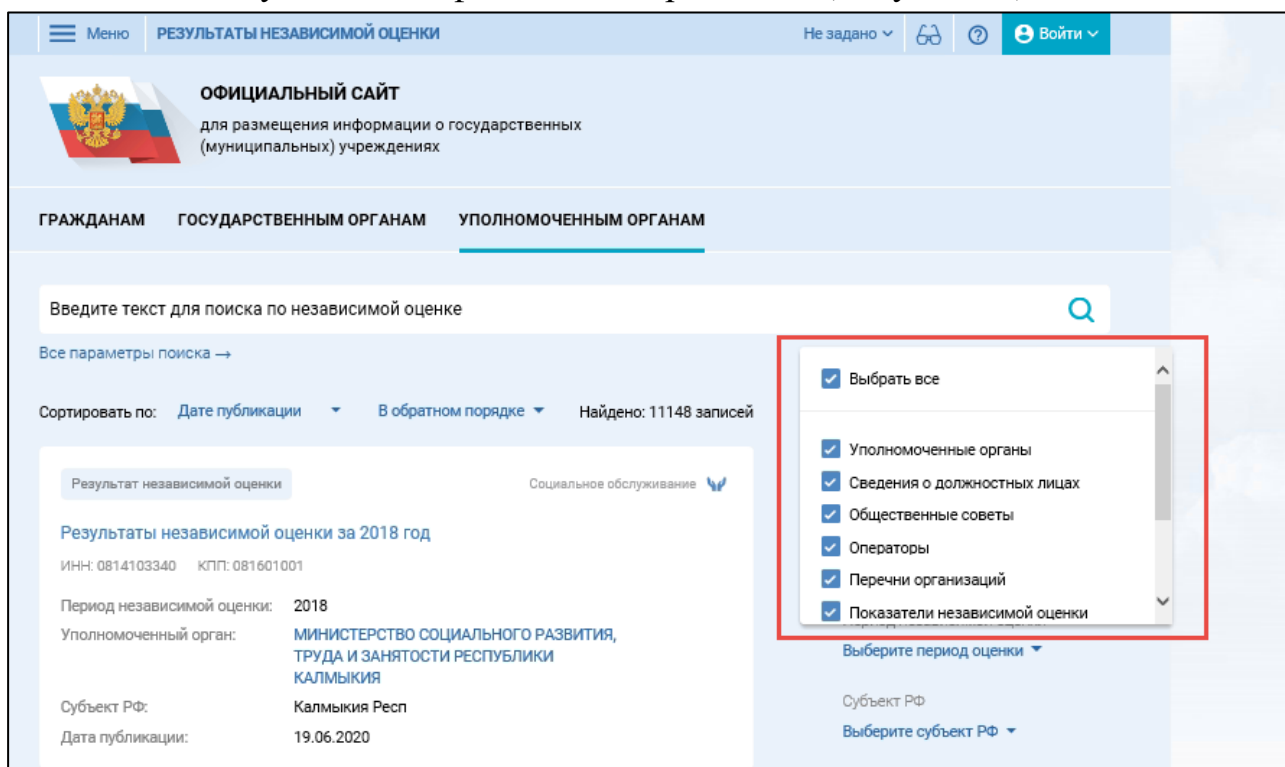 Меню РЕЗУЛЬТАТЫ НЕЗАВИСИМОЙ ОЦЕНКИ Не задано Войти
ОФИЦИАЛЬНЫЙ САЙТ
для размещения информации о государственных
(муниципальных) учреждениях
ГРАЖДАНАМ ГОСУДАРСТВЕННЫМ ОРГАНАМ УПОЛНОМОЧЕННЫМ ОРГАНАМ
Введите текст для поиска по независимой оценке
Все параметры поиска →
Сортировать по: Дате публикации В обратном порядке Найдено: 11148 записей
Результат независимой оценки Социальное обслуживание
Результаты независимой оценки за 2018 год
ИНН: 0814103340 КПП: 081601001
Период независимой оценки: 2018
Уполномоченный орган: МИНИСТЕРСТВО СОЦИАЛЬНОГО РАЗВИТИЯ,
ТРУДА И ЗАНЯТОСТИ РЕСПУБЛИКИ
КАЛМЫКИЯ
Субъект РФ: Калмыкия Респ
Дата публикации: 19.06.2020
Выбрать все
Уполномоченные органы
Сведения о должностных лицах
Общественные советы
Операторы
Перечни организаций
Показатели независимой оценки
Выберите период оценки
Субъект РФ
Выберите субъект РФ